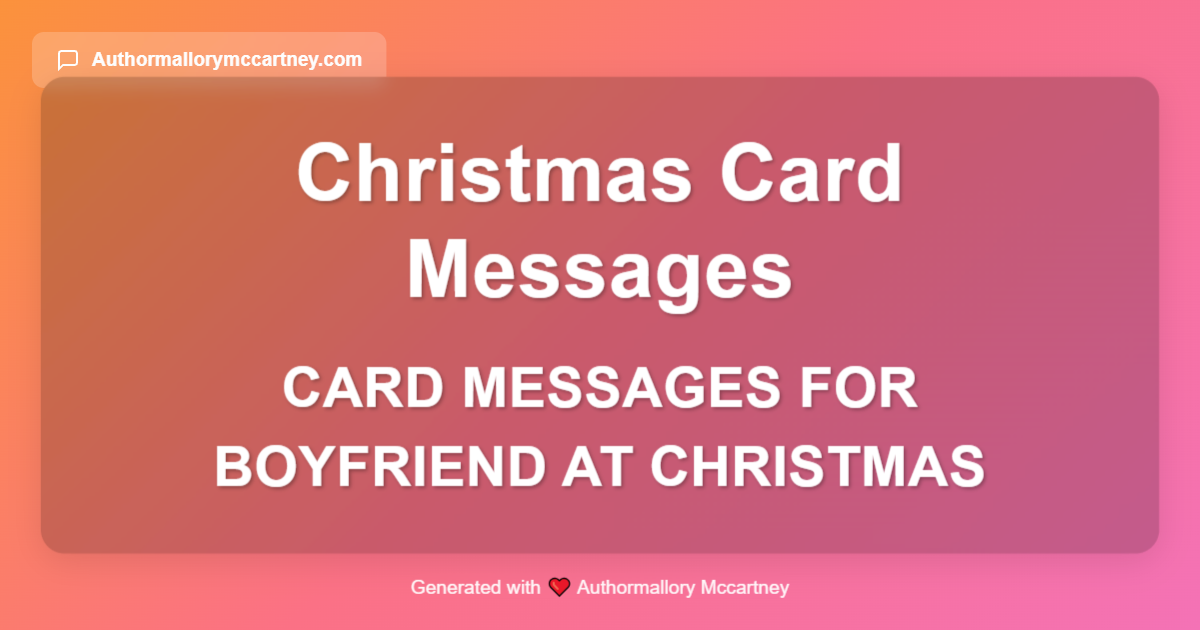 Authormallorymccartney.com
Christmas Card
Messages
CARD MESSAGES FOR
BOYFRIEND AT CHRISTMAS
Generated with ❤️ Authormallory Mccartney